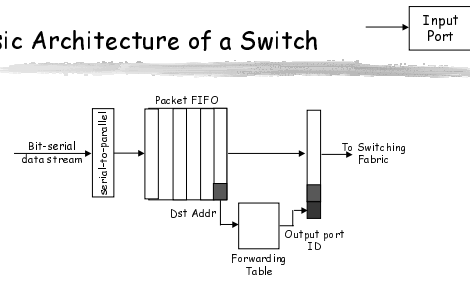 sic Architecture of a Switch
Input
Port
Packet FIFO
Bit-serial
data stream
serial-to-parallel
To Switching
Fabric
Dst Addr
Output port
ID
Forwarding
Table